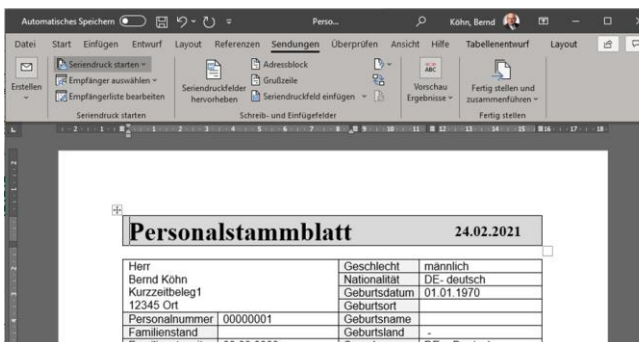 Automatisches Speichern
Perso...
Köhn, Bernd
Datei Start Einfügen Entwurf Layout Referenzen Sendungen Überprüfen Ansicht Hilfe Tabellenentwurf Layout
Erstellen
Seriendruck starten
Empfänger auswählen
Empfängerliste bearbeiten
Seriendruck starten
Seriendruckfelder hervorheben
Adressblock
Grußzeile
Seriendruckfeld einfügen
Schreib- und Einfügefelder
ABC
Vorschau
Ergebnisse
Fertig stellen und
zusammenführen
Fertig stellen
Personalstammblatt 24.02.2021
Herr Geschlecht männlich
Bernd Köhn Nationalität DE- deutsch
Kurzzeitbeleg1 Geburtsdatum 01.01.1970
12345 Ort Geburtsort
Personalnummer 00000001 Geburtsname
Familienstand Geburtsland -